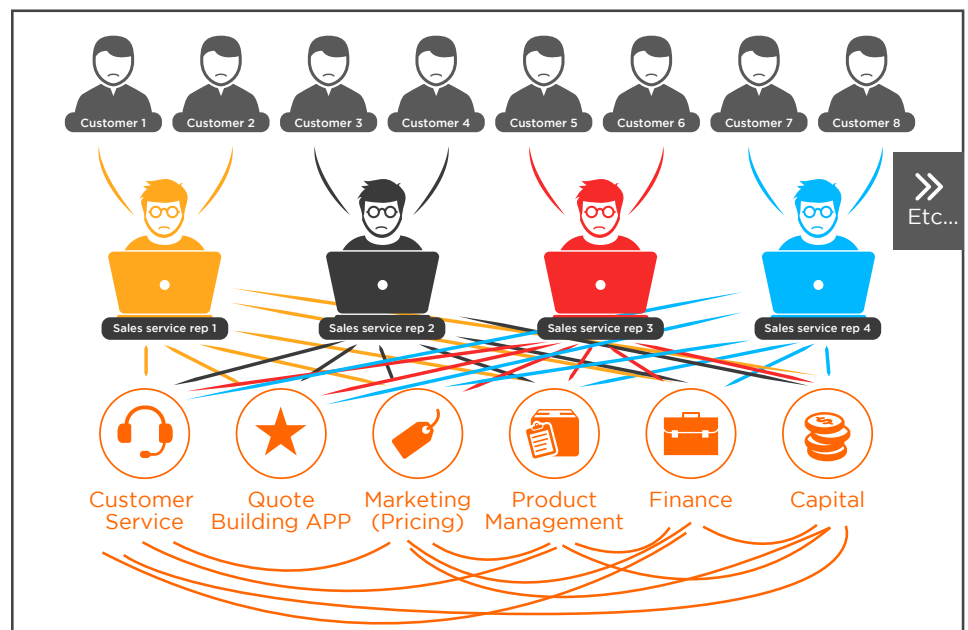 Customer 1
Customer 2
Customer 3
Customer 4
Customer 5
Customer 6
Customer 7
Customer 8
Etc...
Sales service rep 1
Sales service rep 2
Sales service rep 3
Sales service rep 4
Customer
Service
Quote
Building APP
Marketing
(Pricing)
Product
Management
Finance
Capital